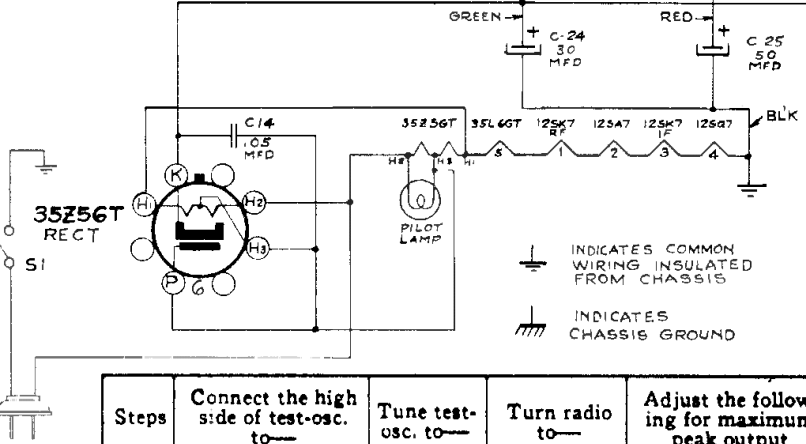 GREEN
RED
+
+
C-24
30
MFD
C 25
50
MFD
C14
.05
MFD
35Z5GT
35L6GT
12SK7
RF
12SA7
12SK7
IF
12SQ7
BLK
H2
H3
H1
5
1
2
3
4
K
H1
H2
H3
P
6
35Z5GT
RECT
PILOT
LAMP
S1
INDICATES COMMON
WIRING INSULATED
FROM CHASSIS
INDICATES
CHASSIS GROUND
Steps
Connect the high
side of test-osc.
to—
Tune test-
osc. to—
Turn radio
to—
Adjust the follow-
ing for maximum
peak output